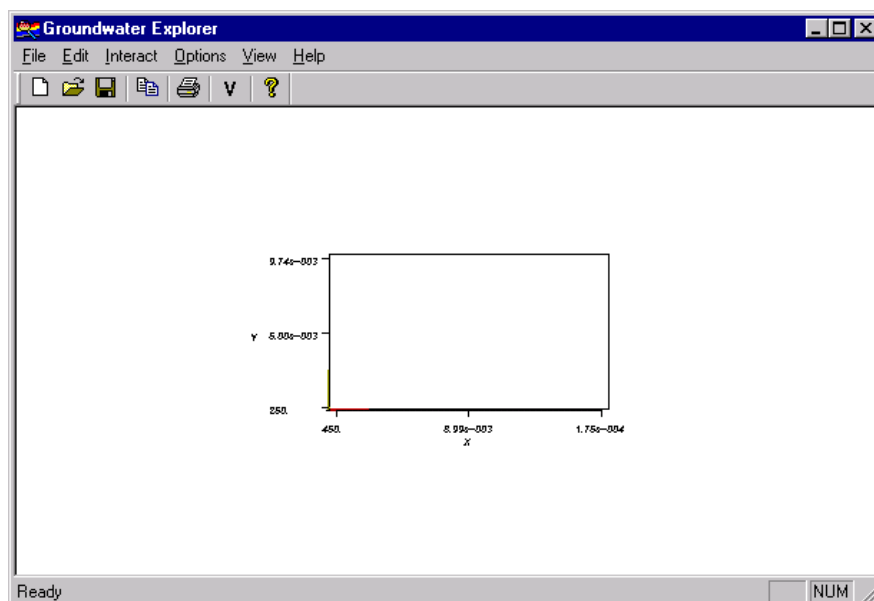 Groundwater Explorer
File Edit Interact Options View Help
V ?
9.74e-003
Y 5.00e-003
250.
450. 8.99e-003 1.75e-004
X
Ready NUM